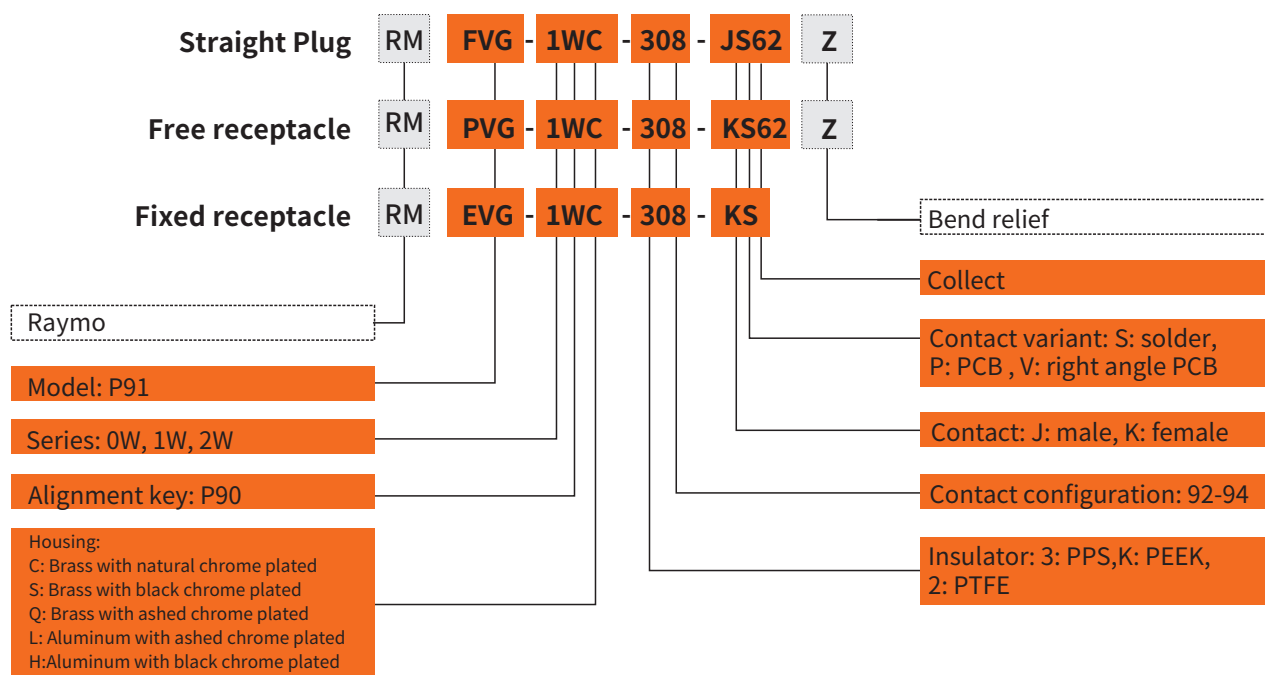 Straight Plug RM FVG - 1WC - 308 - JS62 Z
Free receptacle RM PVG - 1WC - 308 - KS62 Z
Fixed receptacle RM EVG - 1WC - 308 - KS
Bend relief
Collect
Raymo
Contact variant: S: solder,
P: PCB , V: right angle PCB
Model: P91
Series: 0W, 1W, 2W
Contact: J: male, K: female
Alignment key: P90
Contact configuration: 92-94
Housing:
C: Brass with natural chrome plated
S: Brass with black chrome plated
Q: Brass with ashed chrome plated
L: Aluminum with ashed chrome plated
H:Aluminum with black chrome plated
Insulator: 3: PPS,K: PEEK,
2: PTFE